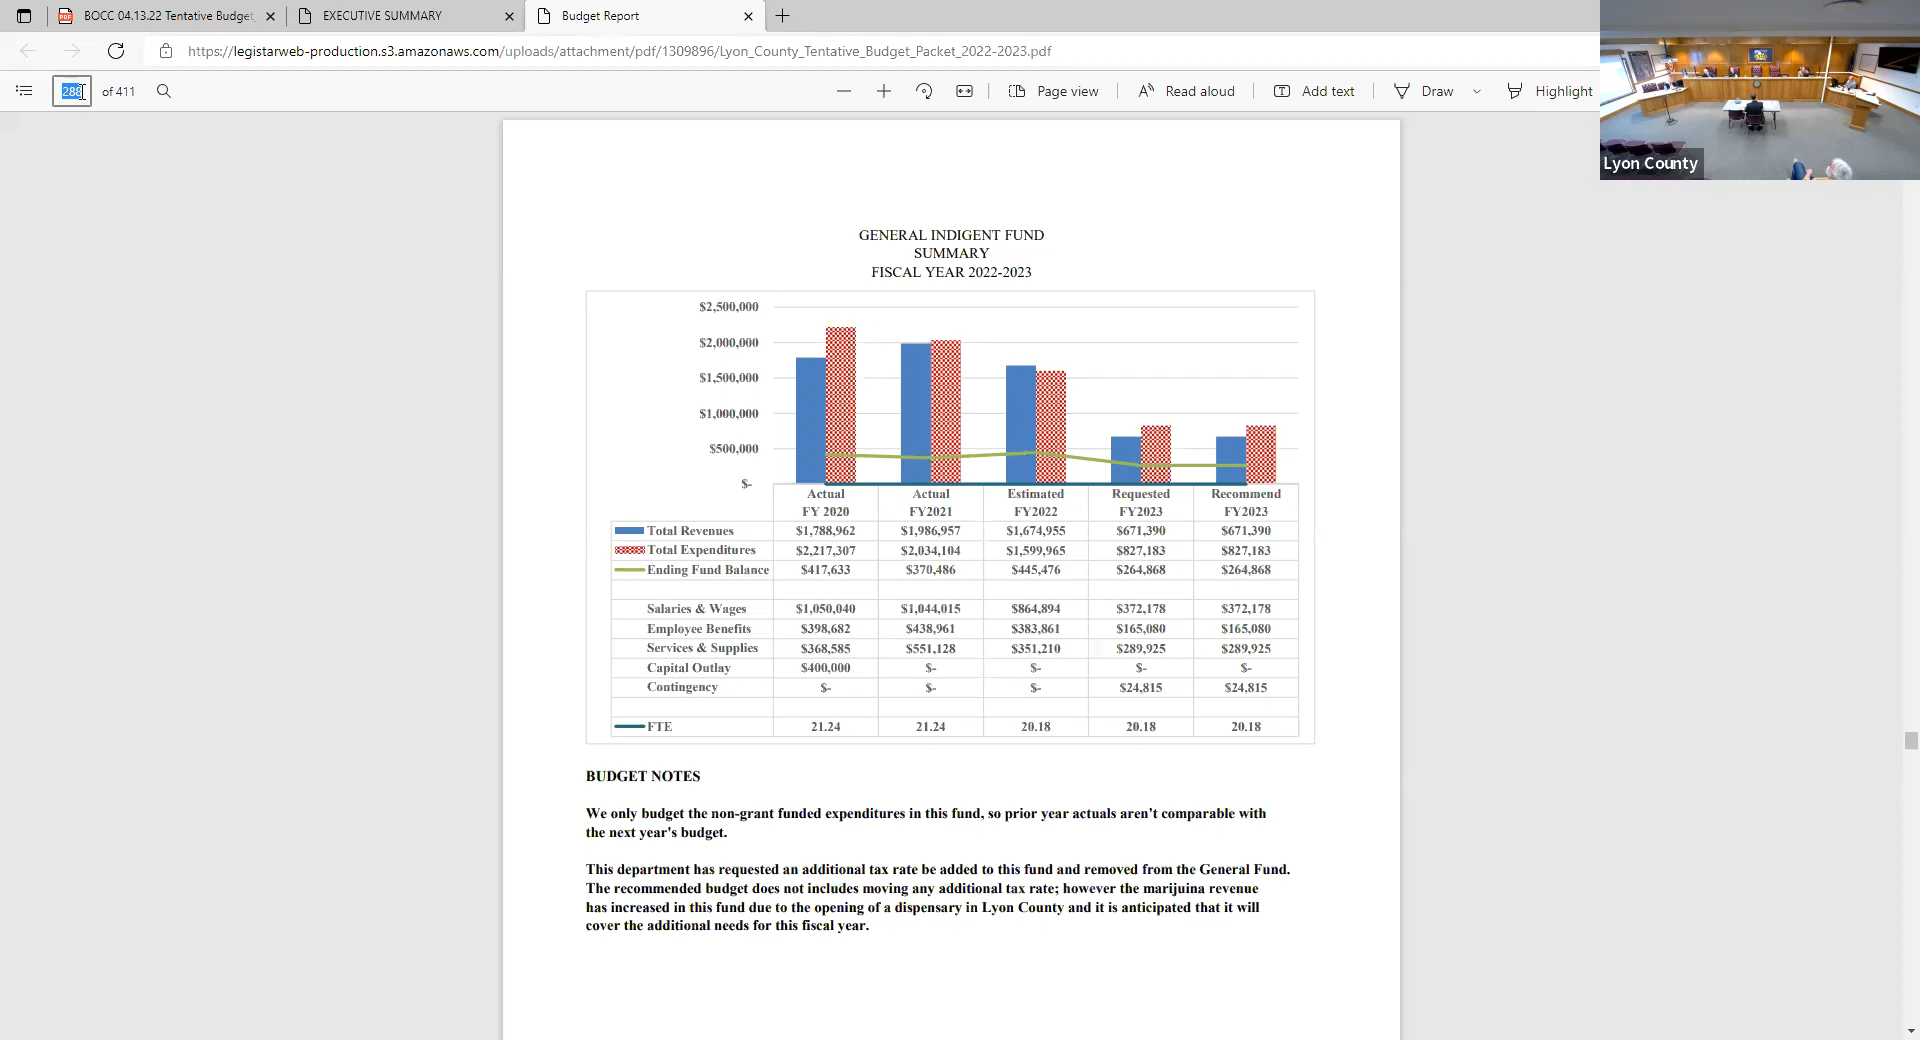 BOCC 04.13.22 Tentative Budget
EXECUTIVE SUMMARY
Budget Report
https://legistarweb-production.s3.amazonaws.com/uploads/attachment/pdf/1309896/Lyon_County_Tentative_Budget_Packet_2022-2023.pdf
288 of 411
Page view
Read aloud
Add text
Draw
Highlight
Lyon County
GENERAL INDIGENT FUND
SUMMARY
FISCAL YEAR 2022-2023
$2,500,000
$2,000,000
$1,500,000
$1,000,000
$500,000
$-
Actual Actual Estimated Requested Recommend
FY 2020 FY2021 FY2022 FY2023 FY2023
Total Revenues $1,788,962 $1,986,957 $1,674,955 $671,390 $671,390
Total Expenditures $2,217,307 $2,034,104 $1,599,965 $827,183 $827,183
Ending Fund Balance $417,633 $370,486 $445,476 $264,868 $264,868
Salaries & Wages $1,050,040 $1,044,015 $864,894 $372,178 $372,178
Employee Benefits $398,682 $438,961 $383,861 $165,080 $165,080
Services & Supplies $368,585 $551,128 $351,210 $289,925 $289,925
Capital Outlay $400,000 $- $- $- $-
Contingency $- $- $- $24,815 $24,815
FTE 21.24 21.24 20.18 20.18 20.18
BUDGET NOTES
We only budget the non-grant funded expenditures in this fund, so prior year actuals aren't comparable with
the next year's budget.
This department has requested an additional tax rate be added to this fund and removed from the General Fund.
The recommended budget does not includes moving any additional tax rate; however the marijuina revenue
has increased in this fund due to the opening of a dispensary in Lyon County and it is anticipated that it will
cover the additional needs for this fiscal year.